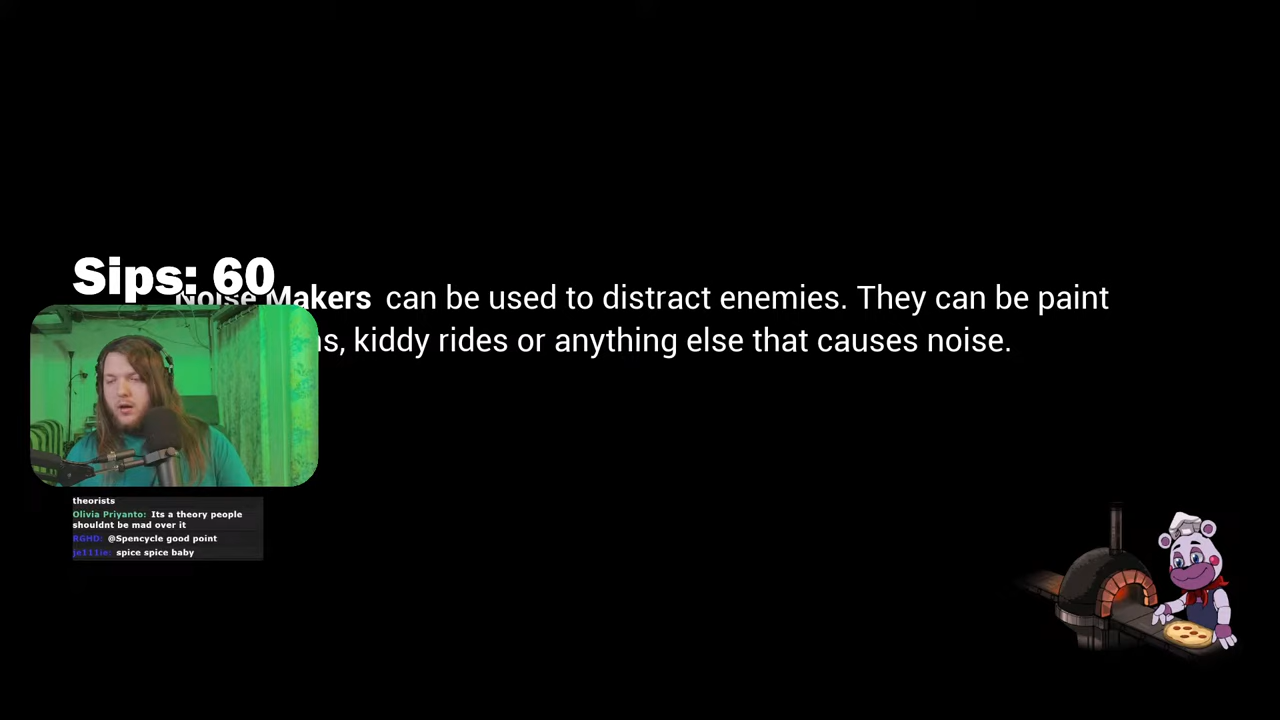 Sips: 60
Noise Makers can be used to distract enemies. They can be paint
ns, kiddy rides or anything else that causes noise.
theorists
Olivia Priyanto: Its a theory people
shouldnt be mad over it
RGHD: @Spencycle good point
je111ie: spice spice baby